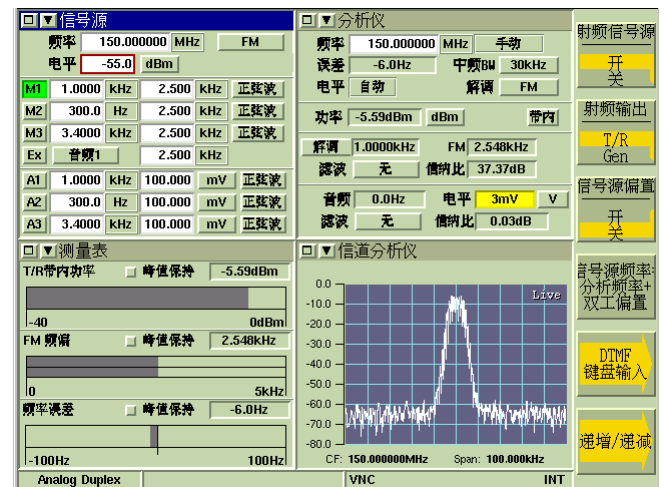 信号源
频率 150.000000 MHz FM
电平 -55.0 dBm
M1 1.0000 kHz 2.500 kHz 正弦波
M2 300.0 Hz 2.500 kHz 正弦波
M3 3.4000 kHz 2.500 kHz 正弦波
Ex 音频1 2.500 kHz
A1 1.0000 kHz 100.000 mV 正弦波
A2 300.0 Hz 100.000 mV 正弦波
A3 3.4000 kHz 100.000 mV 正弦波
分析仪
频率 150.000000 MHz 手动
误差 -6.0Hz 中频BW 30kHz
电平 自动 解调 FM
功率 -5.59dBm dBm 带内
解调 1.0000kHz FM 2.548kHz
滤波 无 信纳比 37.37dB
音频 0.0Hz 电平 3mV V
滤波 无 信纳比 0.03dB
测量表
T/R带内功率 峰值保持 -5.59dBm
-40 0dBm
FM 频偏 峰值保持 2.548kHz
0 5kHz
频率误差 峰值保持 -6.0Hz
-100Hz 100Hz
信道分析仪
Live
0.0
-10.0
-20.0
-30.0
-40.0
-50.0
-60.0
-70.0
-80.0
CF: 150.000000MHz Span: 100.000kHz
Analog Duplex VNC INT
射频信号源
开
关
射频输出
T/R
Gen
信号源偏置
开
关
信号源频率=
分析频率+
双工偏置
DTMF
键盘输入
递增/递减